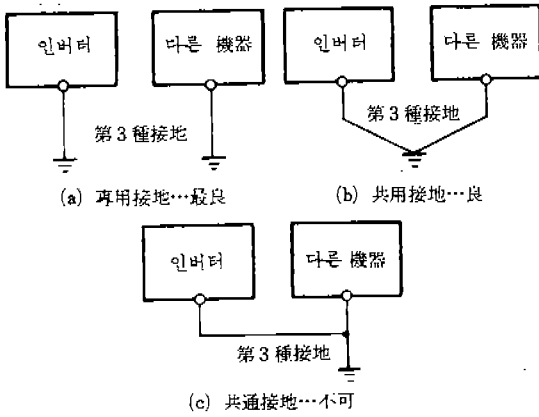 인버터 다른 機器
第3種接地
(a) 専用接地…最良
인버터 다른 機器
第3種接地
(b) 共用接地…良
인버터 다른 機器
第3種接地
(c) 共通接地…不可